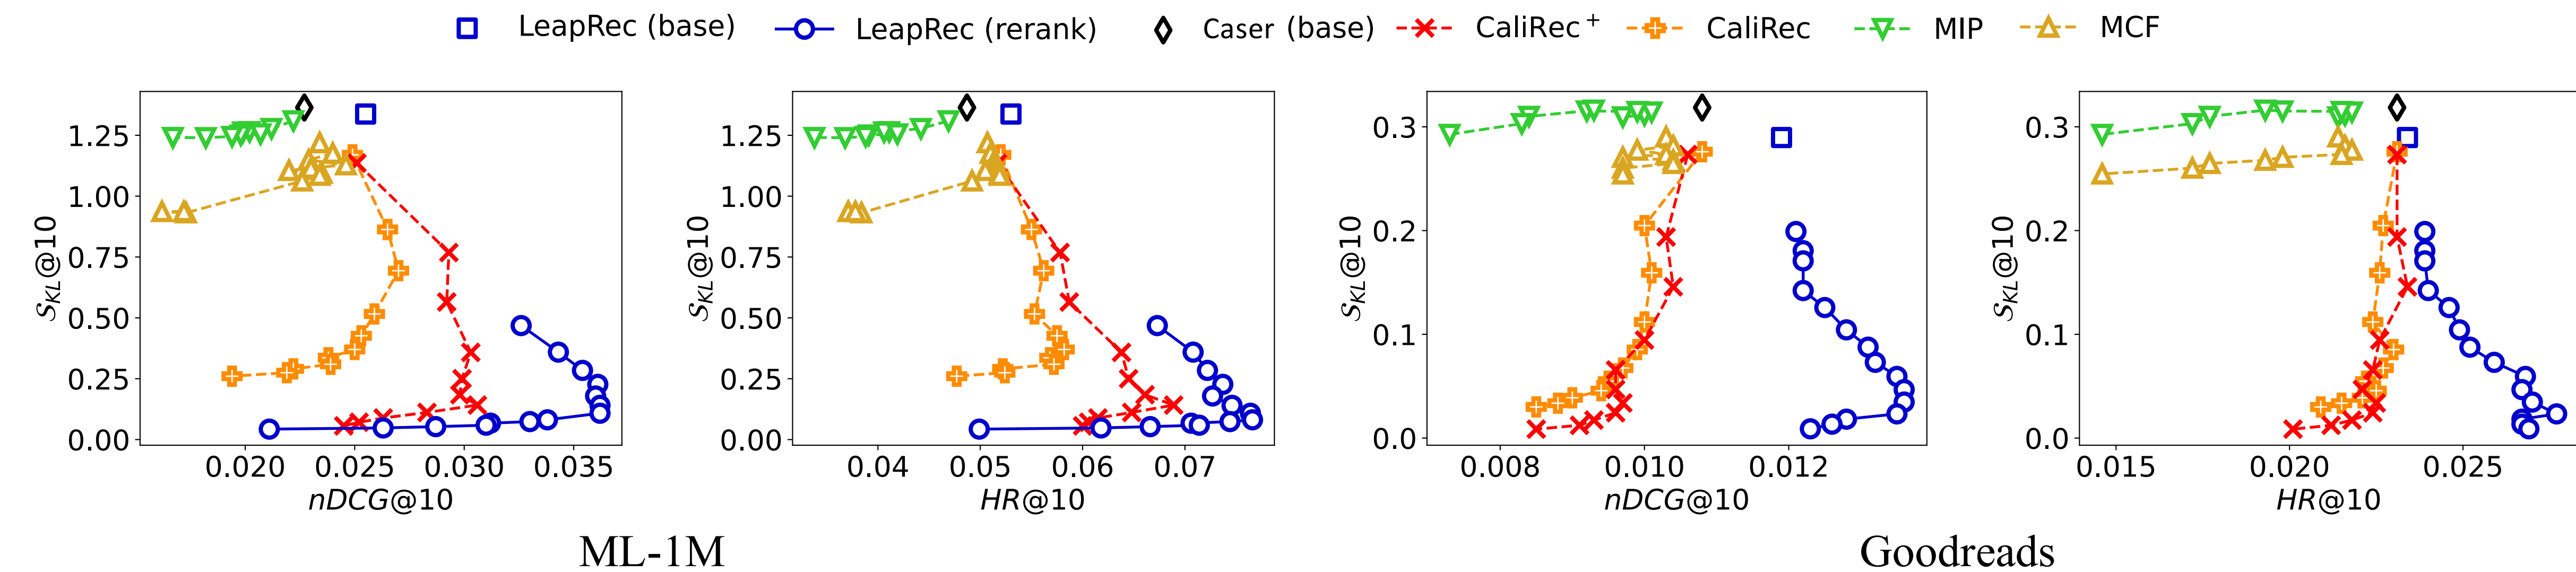 LeapRec (base) LeapRec (rerank) Caser (base) CaliRec+ CaliRec MIP MCF
1.25
1.00
0.75
0.50
0.25
0.00
S_KL@10
0.020 0.025 0.030 0.035
nDCG@10
1.25
1.00
0.75
0.50
0.25
0.00
S_KL@10
0.04 0.05 0.06 0.07
HR@10
0.3
0.2
0.1
0.0
S_KL@10
0.008 0.010 0.012
nDCG@10
0.3
0.2
0.1
0.0
S_KL@10
0.015 0.020 0.025
HR@10
ML-1M
Goodreads